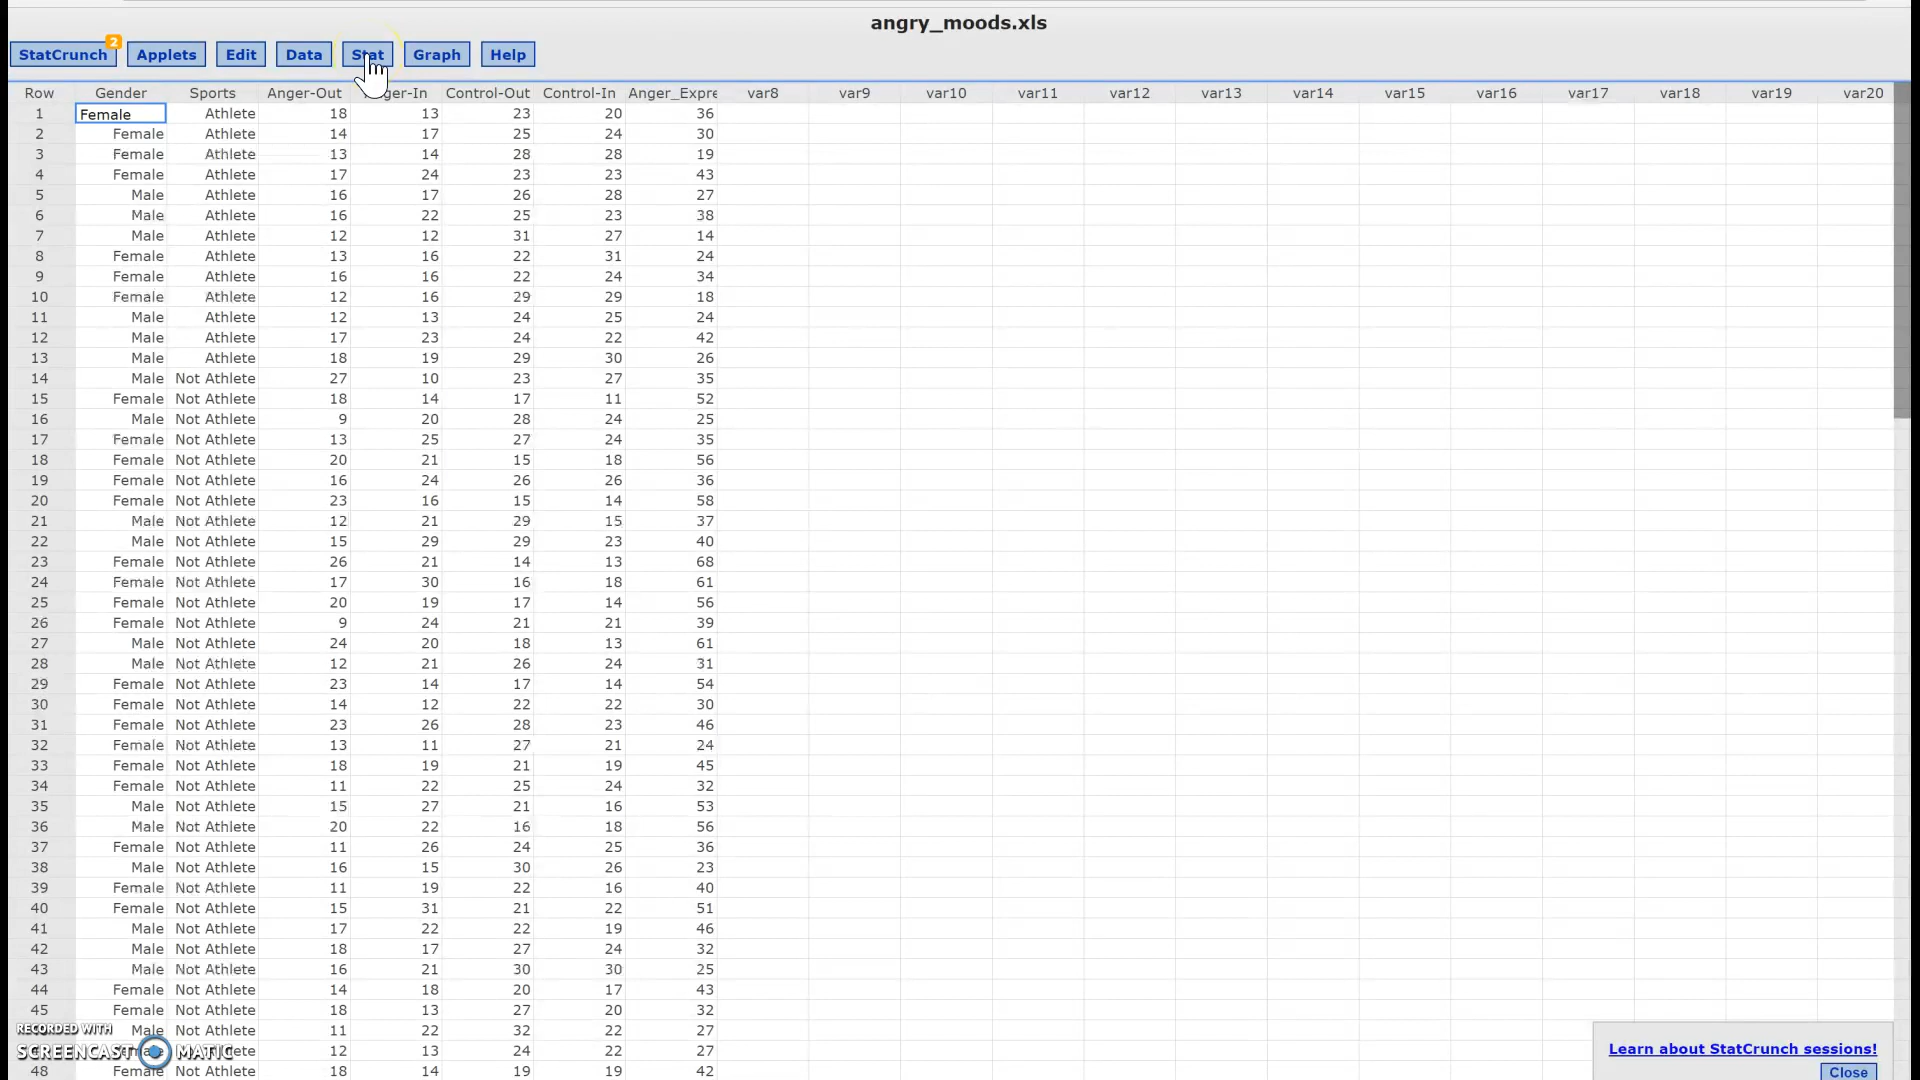 angry_moods.xls
StatCrunch 2 Applets Edit Data Stat Graph Help
Row Gender Sports Anger-Out ger-In Control-Out Control-In Anger_Expre var8 var9 var10 var11 var12 var13 var14 var15 var16 var17 var18 var19 var20
1 Female Athlete 18 13 23 20 36
2 Female Athlete 14 17 25 24 30
3 Female Athlete 13 14 28 28 19
4 Female Athlete 17 24 23 23 43
5 Male Athlete 16 17 26 28 27
6 Male Athlete 16 22 25 23 38
7 Male Athlete 12 12 31 27 14
8 Female Athlete 13 16 22 31 24
9 Female Athlete 16 16 22 24 34
10 Female Athlete 12 16 29 29 18
11 Male Athlete 12 13 24 25 24
12 Male Athlete 17 23 24 22 42
13 Male Athlete 18 19 29 30 26
14 Male Not Athlete 27 10 23 27 35
15 Female Not Athlete 18 14 17 11 52
16 Male Not Athlete 9 20 28 24 25
17 Female Not Athlete 13 25 27 24 35
18 Female Not Athlete 20 21 15 18 56
19 Female Not Athlete 16 24 26 26 36
20 Female Not Athlete 23 16 15 14 58
21 Male Not Athlete 12 21 29 15 37
22 Male Not Athlete 15 29 29 23 40
23 Female Not Athlete 26 21 14 13 68
24 Female Not Athlete 17 30 16 18 61
25 Female Not Athlete 20 19 17 14 56
26 Female Not Athlete 9 24 21 21 39
27 Male Not Athlete 24 20 18 13 61
28 Male Not Athlete 12 21 26 24 31
29 Female Not Athlete 23 14 17 14 54
30 Female Not Athlete 14 12 22 22 30
31 Female Not Athlete 23 26 28 23 46
32 Female Not Athlete 13 11 27 21 24
33 Female Not Athlete 18 19 21 19 45
34 Female Not Athlete 11 22 25 24 32
35 Male Not Athlete 15 27 21 16 53
36 Male Not Athlete 20 22 16 18 56
37 Female Not Athlete 11 26 24 25 36
38 Male Not Athlete 16 15 30 26 23
39 Female Not Athlete 11 19 22 16 40
40 Female Not Athlete 15 31 21 22 51
41 Male Not Athlete 17 22 22 19 46
42 Male Not Athlete 18 17 27 24 32
43 Male Not Athlete 16 21 30 30 25
44 Female Not Athlete 14 18 20 17 43
45 Female Not Athlete 18 13 27 20 32
RECORDED WITH
Male Not Athlete 11 22 32 22 27
SCREENCAST MATIC Not Athlete 12 13 24 22 27
48 Female Not Athlete 18 14 19 19 42
Learn about StatCrunch sessions!
Close